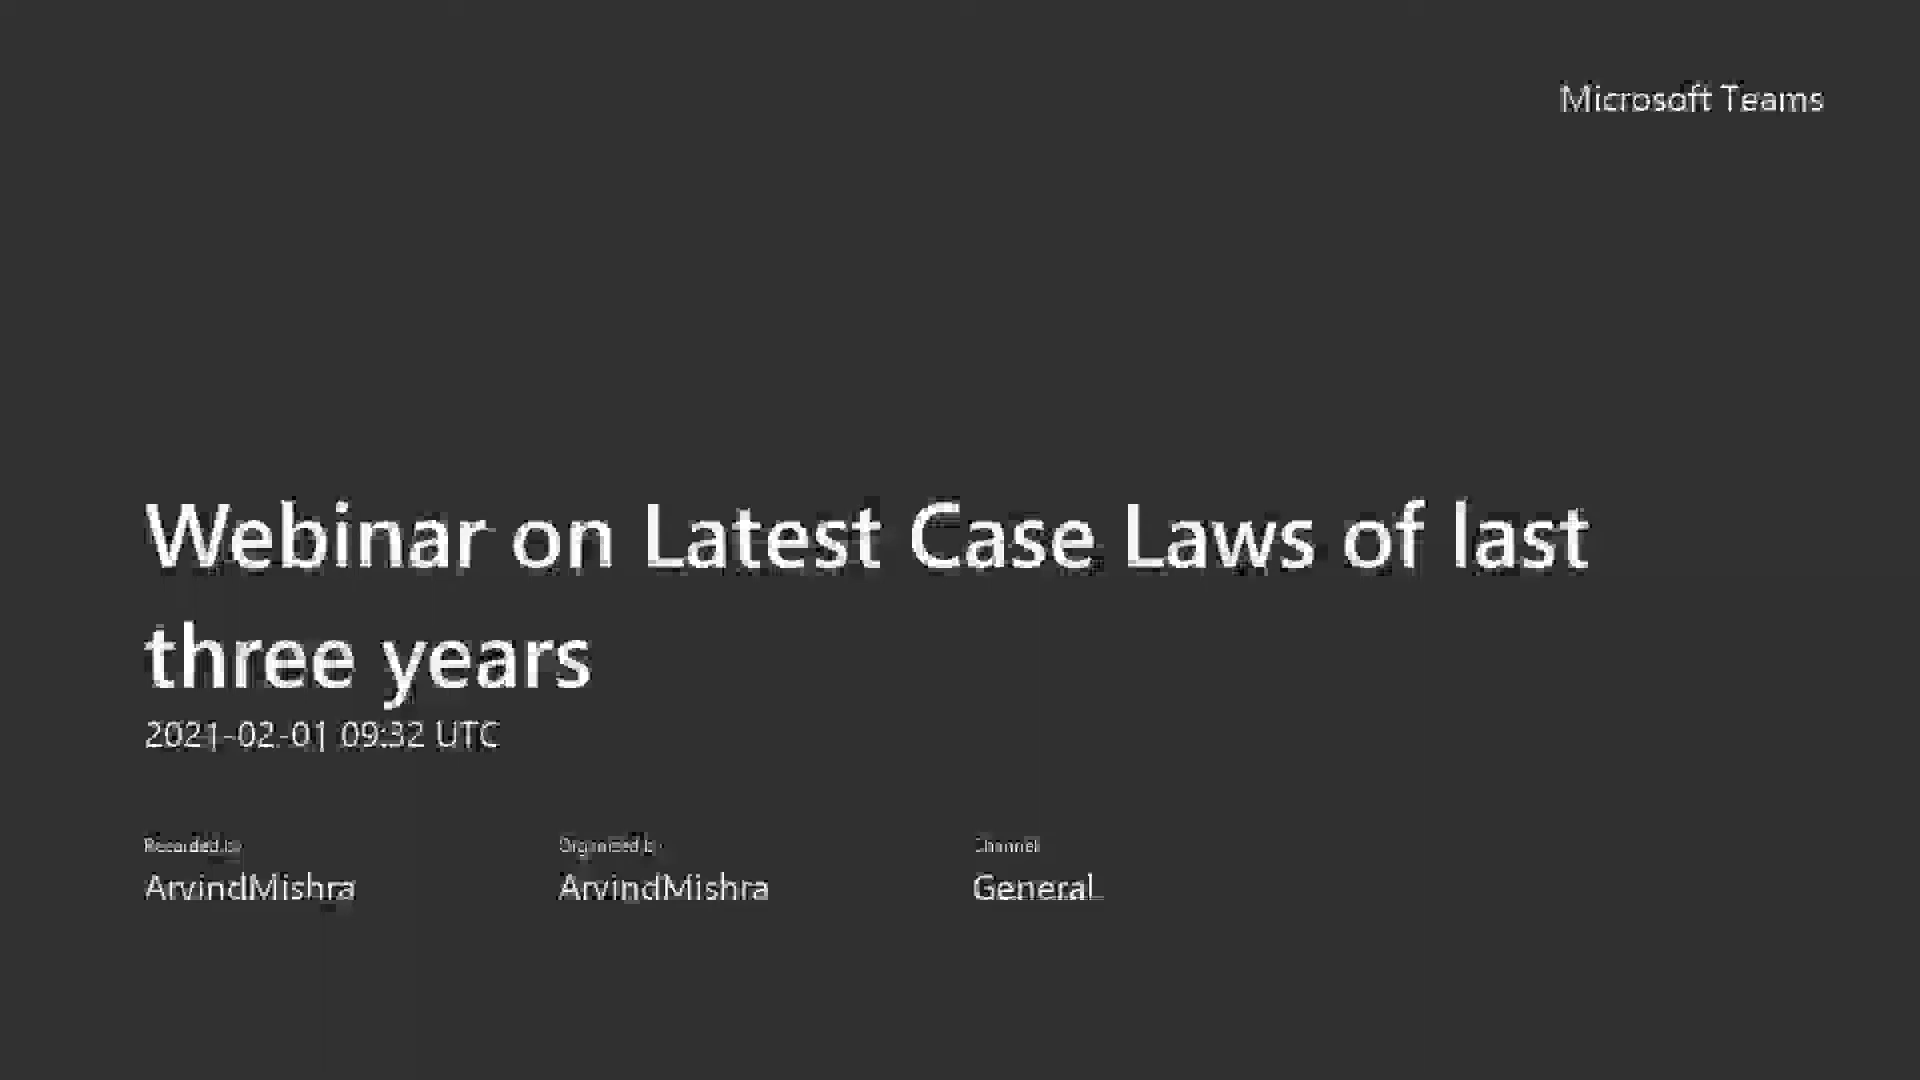 Microsoft Teams
Webinar on Latest Case Laws of last
three years
2021-02-01 09:32 UTC
Recorded by
Organized by
Channel
ArvindMishra
ArvindMishra
General